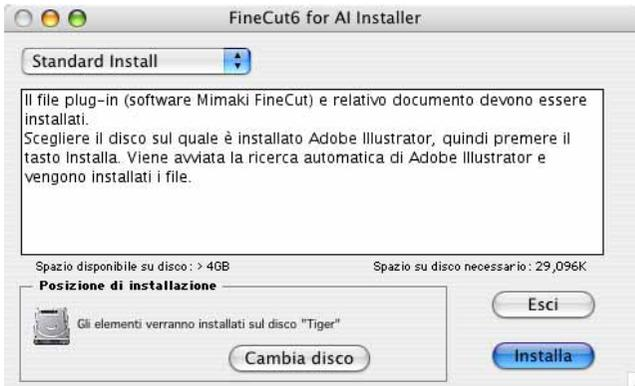 FineCut6 for AI Installer
Standard Install
Il file plug-in (software Mimaki FineCut) e relativo documento devono essere
installati.
Scegliere il disco sul quale è installato Adobe Illustrator, quindi premere il
tasto Installa. Viene avviata la ricerca automatica di Adobe Illustrator e
vengono installati i file.
Spazio disponibile su disco: > 4GB
Spazio su disco necessario: 29,096K
Posizione di installazione
Gli elementi verranno installati sul disco "Tiger"
Cambia disco
Esci
Installa